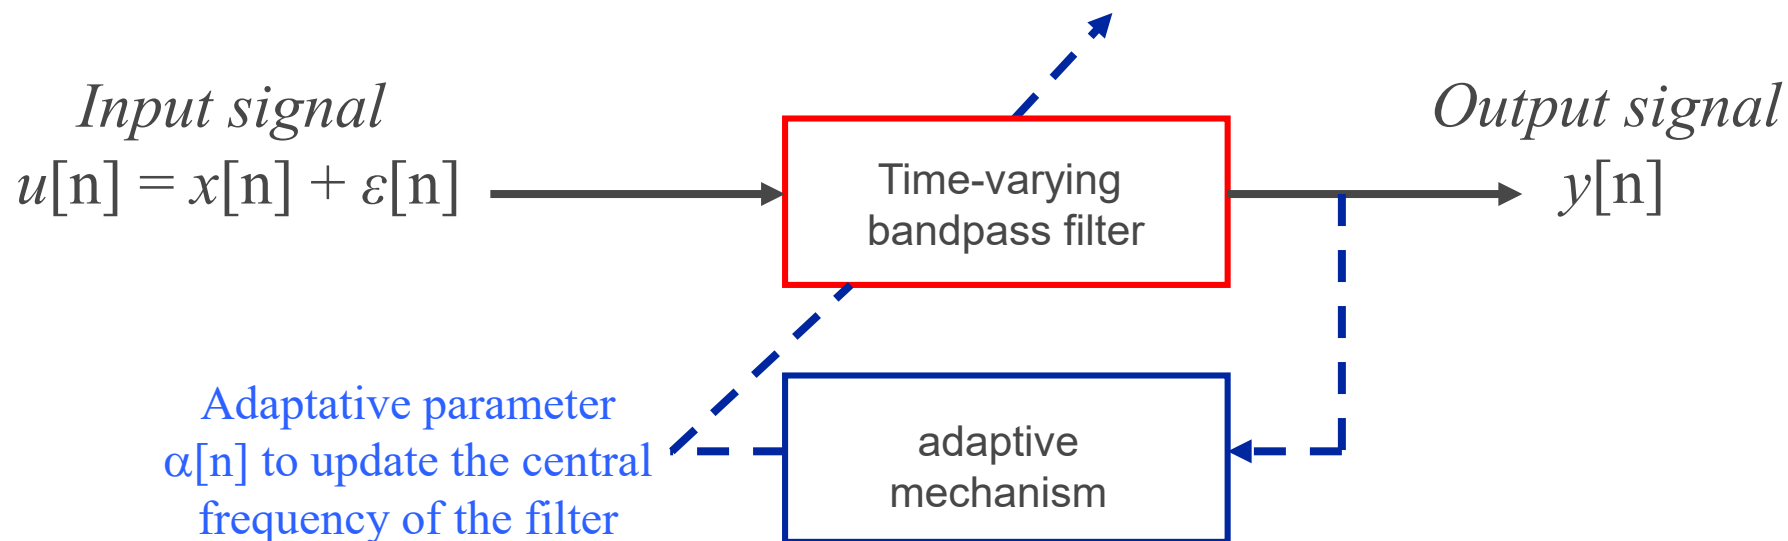 Input signal
u[n] = x[n] + ε[n]
Time-varying
bandpass filter
Output signal
y[n]
Adaptative parameter
α[n] to update the central
frequency of the filter
adaptive
mechanism